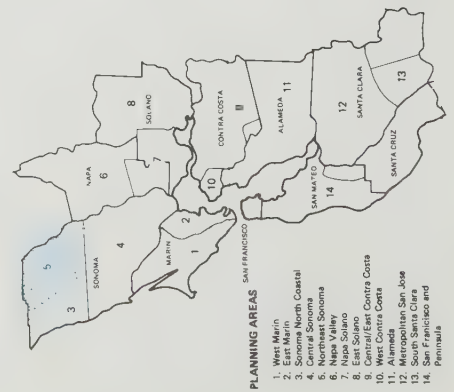 5
3
SONOMA
4
NAPA
6
7
8
SOLANO
MARIN
2
1
SAN FRANCISCO
10
CONTRA COSTA
11
ALAMEDA
SAN MATEO
14
12
SANTA CLARA
13
SANTA CRUZ
PLANNING AREAS
1. West Marin
2. East Marin
3. Sonoma North Coastal
4. Central Sonoma
5. Northeast Sonoma
6. Napa Valley
7. Napa Solano
8. East Solano
9. Central/East Contra Costa
10. West Contra Costa
11. Alameda
12. Metropolitan San Jose
13. South Santa Clara
14. San Francisco and
Peninsula